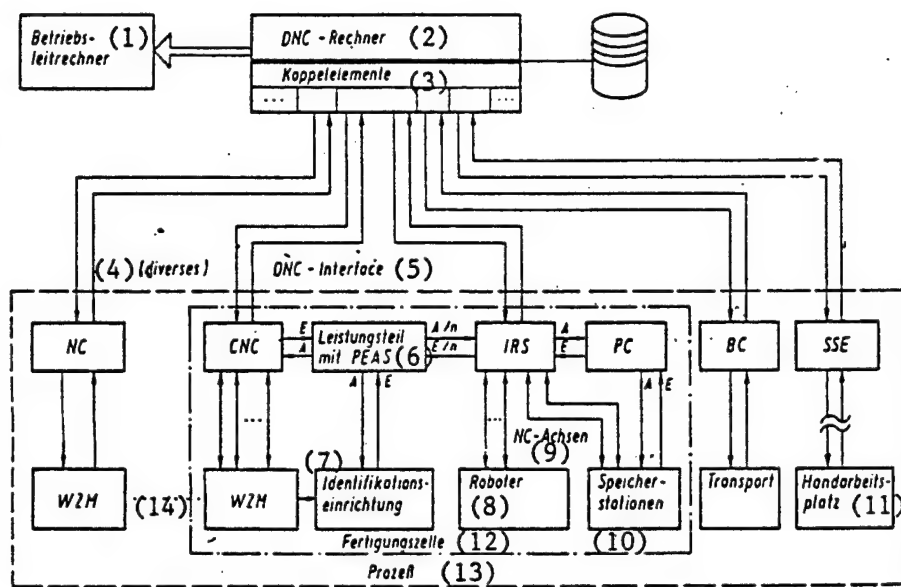 Betriebs- (1)
leitrechner
DNC-Rechner (2)
Koppelelemente
(3)
... ...
(4) (diverses)
DNC-Interface (5)
NC
CNC
E
A
Leistungsteil
mit PEAS (6)
A/n
E/n
IRS
A
E
PC
BC
SSE
A E
A E
...
...
NC-Achsen
(9)
WZM
(14)
WZM
(7)
Identifikations-
einrichtung
Roboter
(8)
Speicher-
stationen
(10)
Transport
Handarbeits-
platz (11)
Fertigungszelle (12)
Prozeß (13)